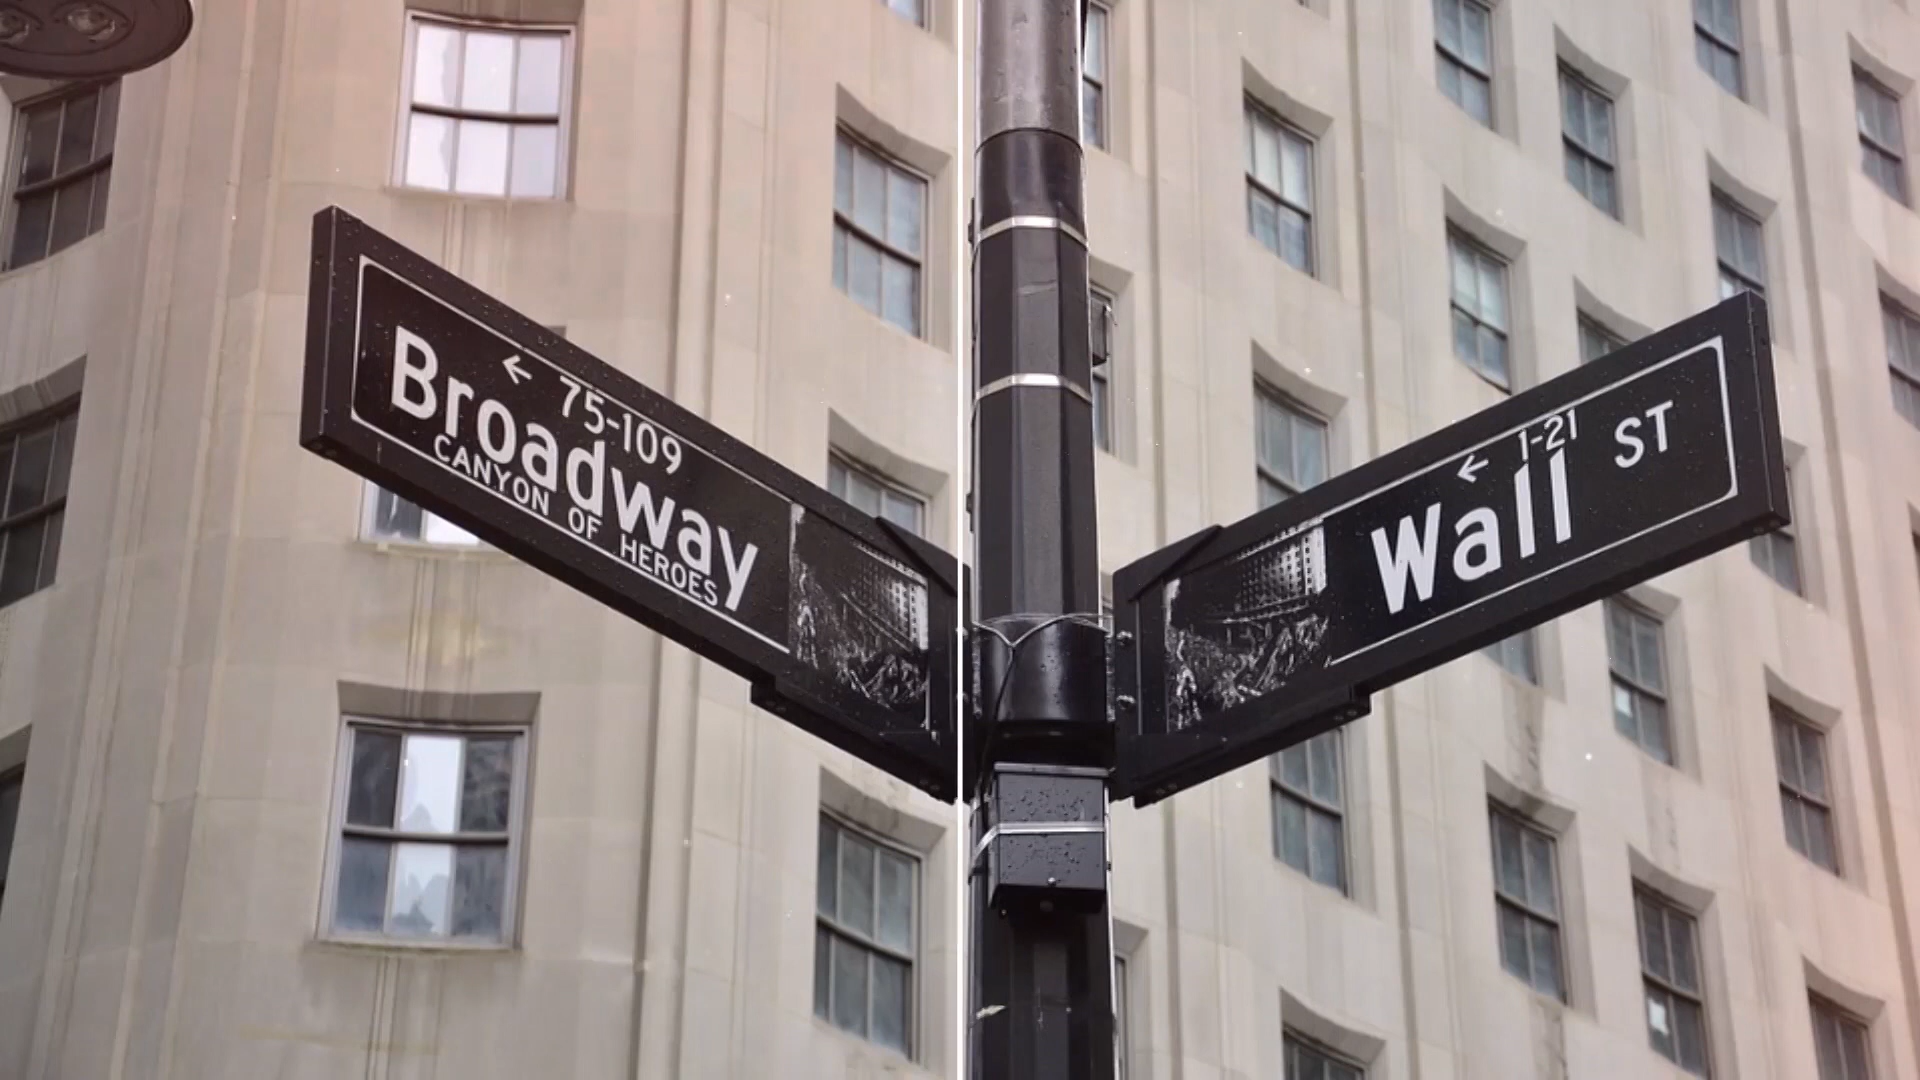 ← 75-109
Broadway
CANYON OF HEROES
← 1-21
Wall ST